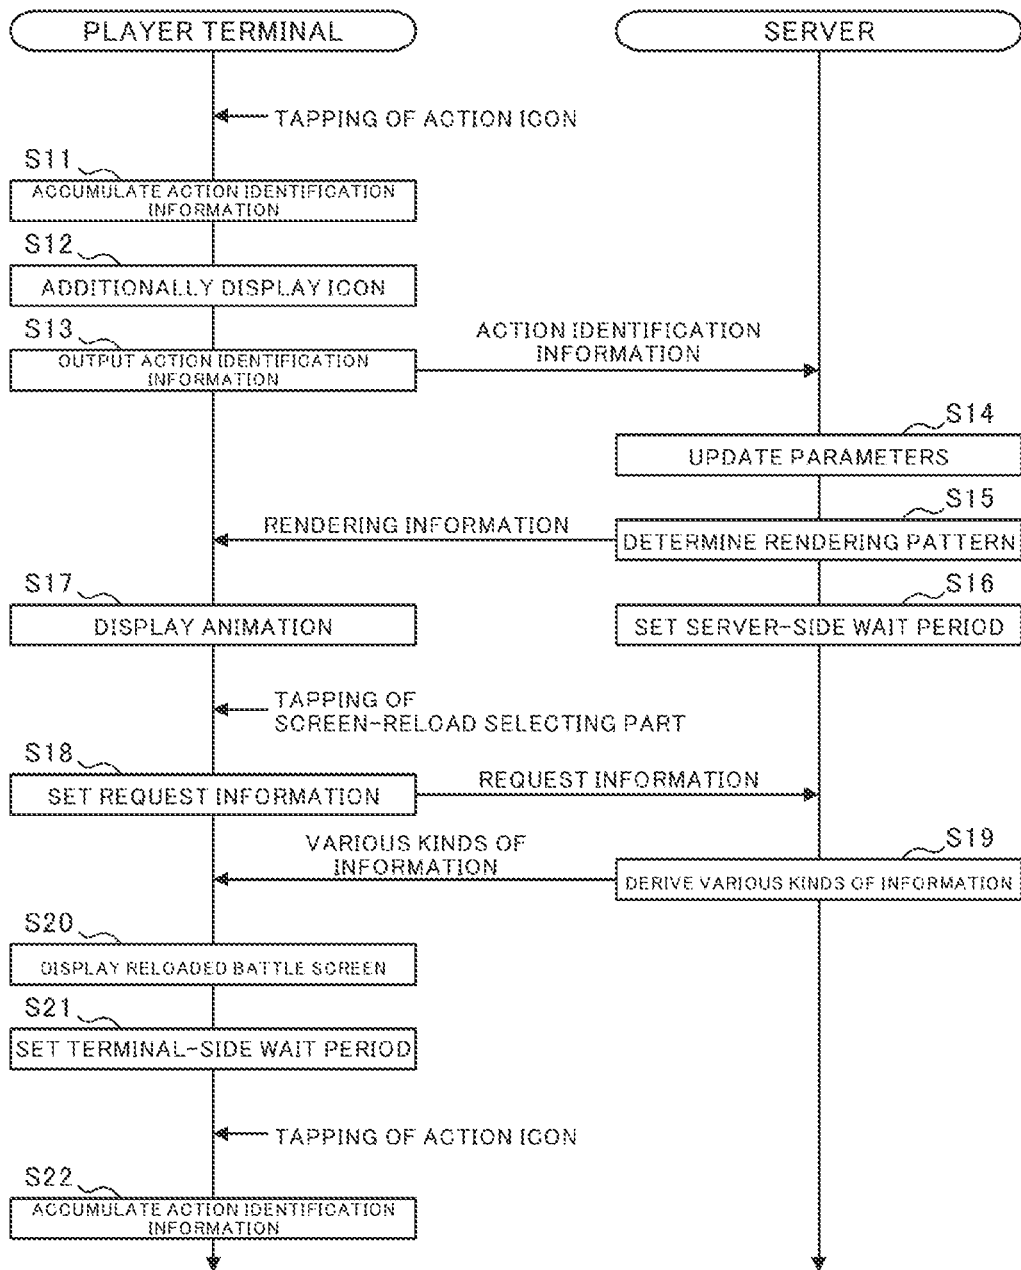 PLAYER TERMINAL
SERVER
TAPPING OF ACTION ICON
S11
ACCUMULATE ACTION IDENTIFICATION
INFORMATION
S12
ADDITIONALLY DISPLAY ICON
S13
OUTPUT ACTION IDENTIFICATION
INFORMATION
ACTION IDENTIFICATION
INFORMATION
S14
UPDATE PARAMETERS
S15
DETERMINE RENDERING PATTERN
RENDERING INFORMATION
S16
SET SERVER-SIDE WAIT PERIOD
S17
DISPLAY ANIMATION
TAPPING OF
SCREEN-RELOAD SELECTING PART
S18
SET REQUEST INFORMATION
REQUEST INFORMATION
S19
DERIVE VARIOUS KINDS OF INFORMATION
VARIOUS KINDS OF
INFORMATION
S20
DISPLAY RELOADED BATTLE SCREEN
S21
SET TERMINAL-SIDE WAIT PERIOD
TAPPING OF ACTION ICON
S22
ACCUMULATE ACTION IDENTIFICATION
INFORMATION